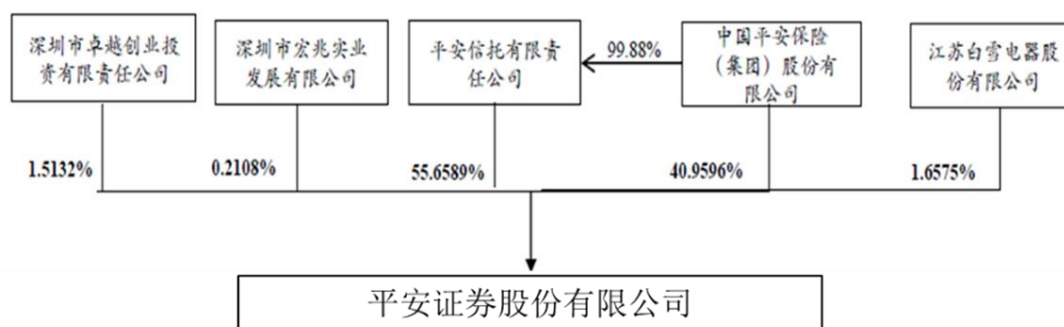 深圳市卓越创业投
资有限责任公司
深圳市宏兆实业
发展有限公司
平安信托有限责
任公司
99.88%
中国平安保险
（集团）股份有
限公司
江苏白雪电器股
份有限公司
1.5132%
0.2108%
55.6589%
40.9596%
1.6575%
平安证券股份有限公司